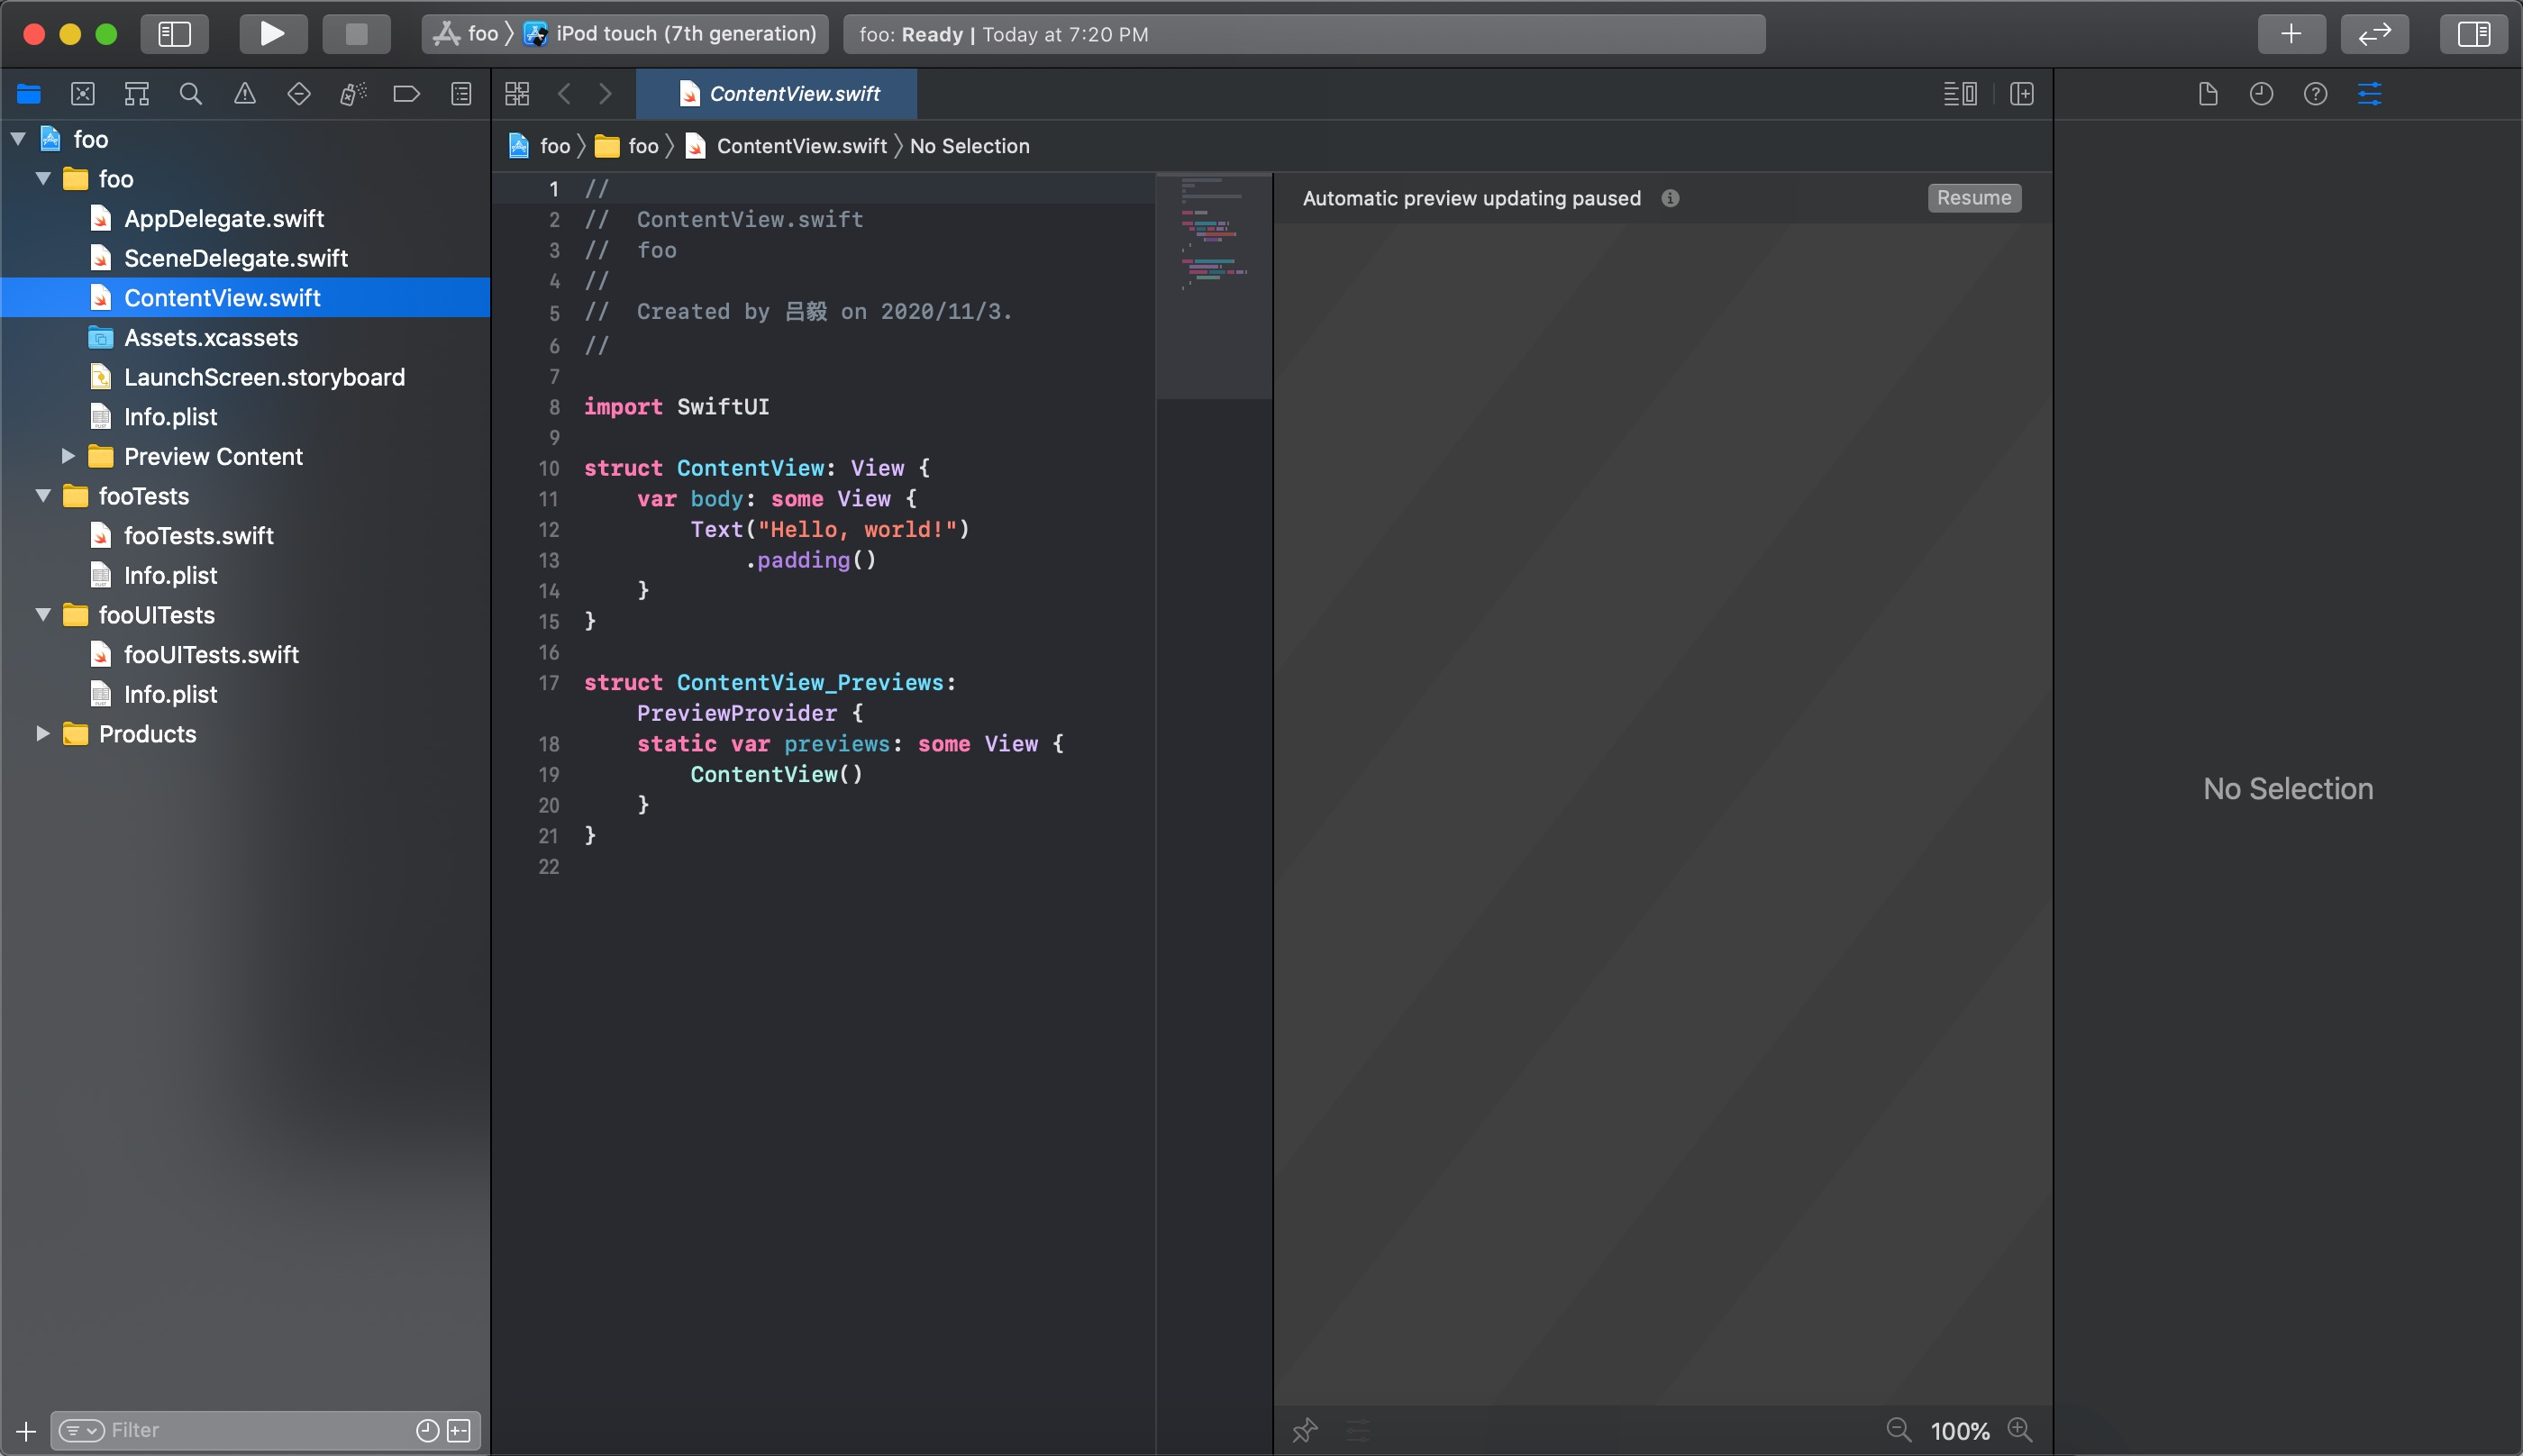 foo 〉 iPod touch (7th generation)
foo: Ready | Today at 7:20 PM
ContentView.swift
foo
foo
AppDelegate.swift
SceneDelegate.swift
ContentView.swift
Assets.xcassets
LaunchScreen.storyboard
Info.plist
Preview Content
fooTests
fooTests.swift
Info.plist
fooUITests
fooUITests.swift
Info.plist
Products
Filter
foo 〉 foo 〉 ContentView.swift 〉 No Selection
1 //
2 //  ContentView.swift
3 //  foo
4 //
5 //  Created by 吕毅 on 2020/11/3.
6 //
7
8 import SwiftUI
9
10 struct ContentView: View {
11     var body: some View {
12         Text("Hello, world!")
13             .padding()
14     }
15 }
16
17 struct ContentView_Previews:
    PreviewProvider {
18     static var previews: some View {
19         ContentView()
20     }
21 }
22
Automatic preview updating paused
Resume
100%
No Selection